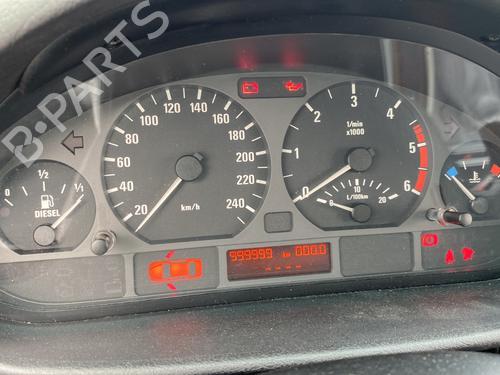 B-PARTS
0 1/2 1/1
DIESEL
20 40 60 80 100 120 140 160 180 200 220 240
km/h
0 1 2 3 4 5 6
1/min
x1000
0 10 20
L/100km
999999 km 000.0
----